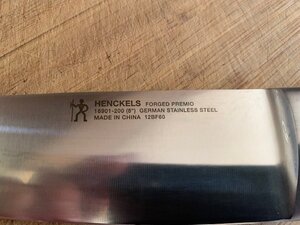 HENCKELS FORGED PREMIO
16901-200 (8") GERMAN STAINLESS STEEL
MADE IN CHINA 12BF60